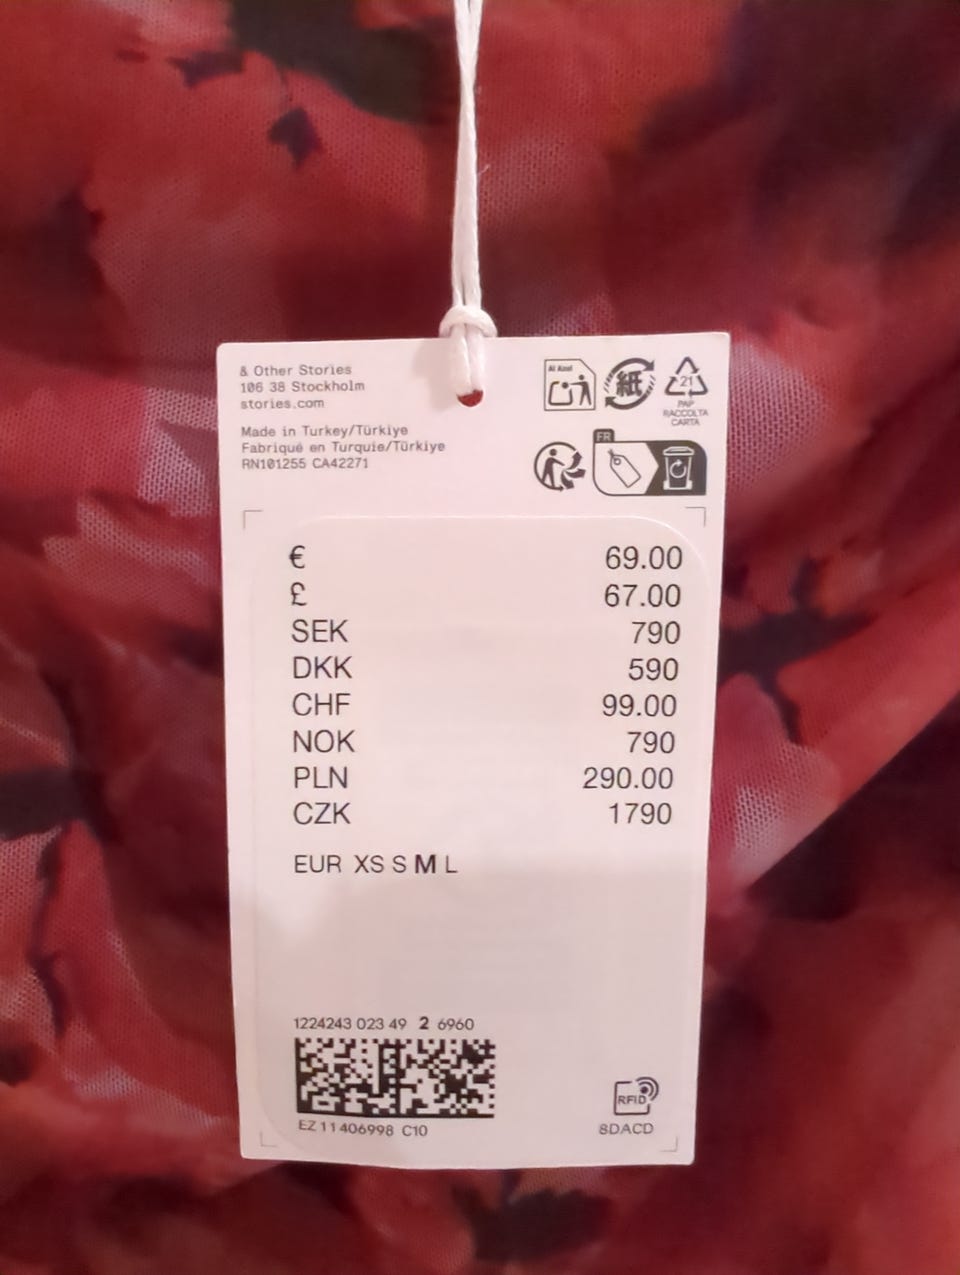 & Other Stories
106 38 Stockholm
stories.com
Made in Turkey/Türkiye
Fabriqué en Turquie/Türkiye
RN101255 CA42271
Al Azul
紙
21
PAP
RACCOLTA
CARTA
FR
€ 69.00
£ 67.00
SEK 790
DKK 590
CHF 99.00
NOK 790
PLN 290.00
CZK 1790
EUR XS S M L
1224243 023 49 2 6960
EZ 11406998 C10
RFID
8DACD